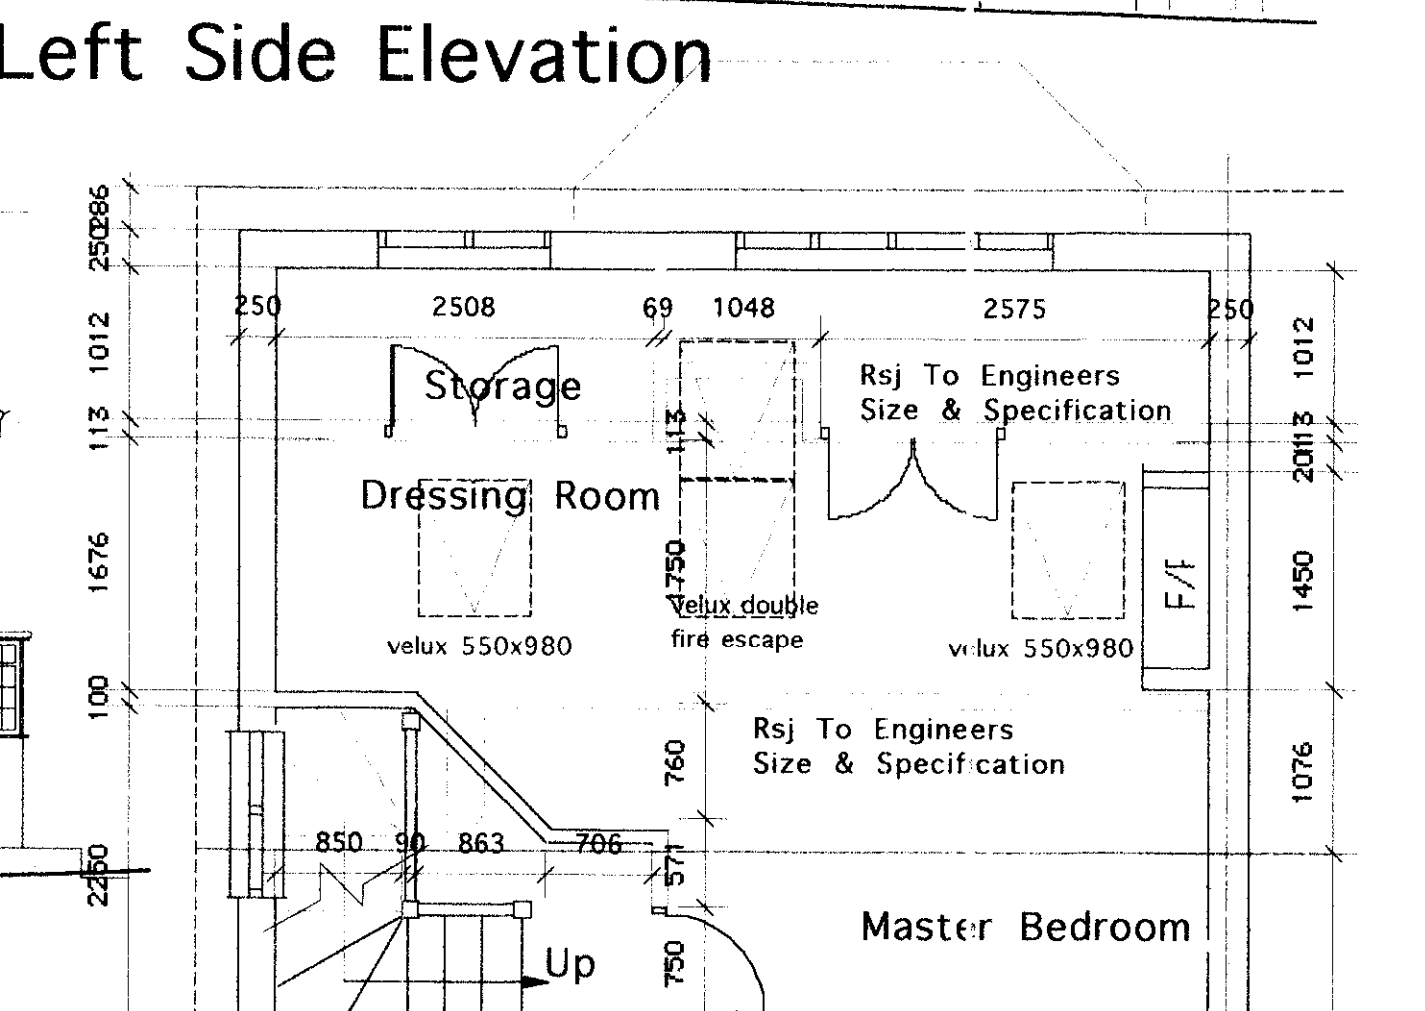 Left Side Elevation
286
250
250 2508 69 1048 2575 250
1012
1012
Storage
Rsj To Engineers
Size & Specification
113
113
113
201
Dressing Room
1676
1750
1450
F/F
Velux double
fire escape
velux 550x980
velux 550x980
100
Rsj To Engineers
Size & Specification
760
1076
850 90 863 706
571
2250
Master Bedroom
Up
750